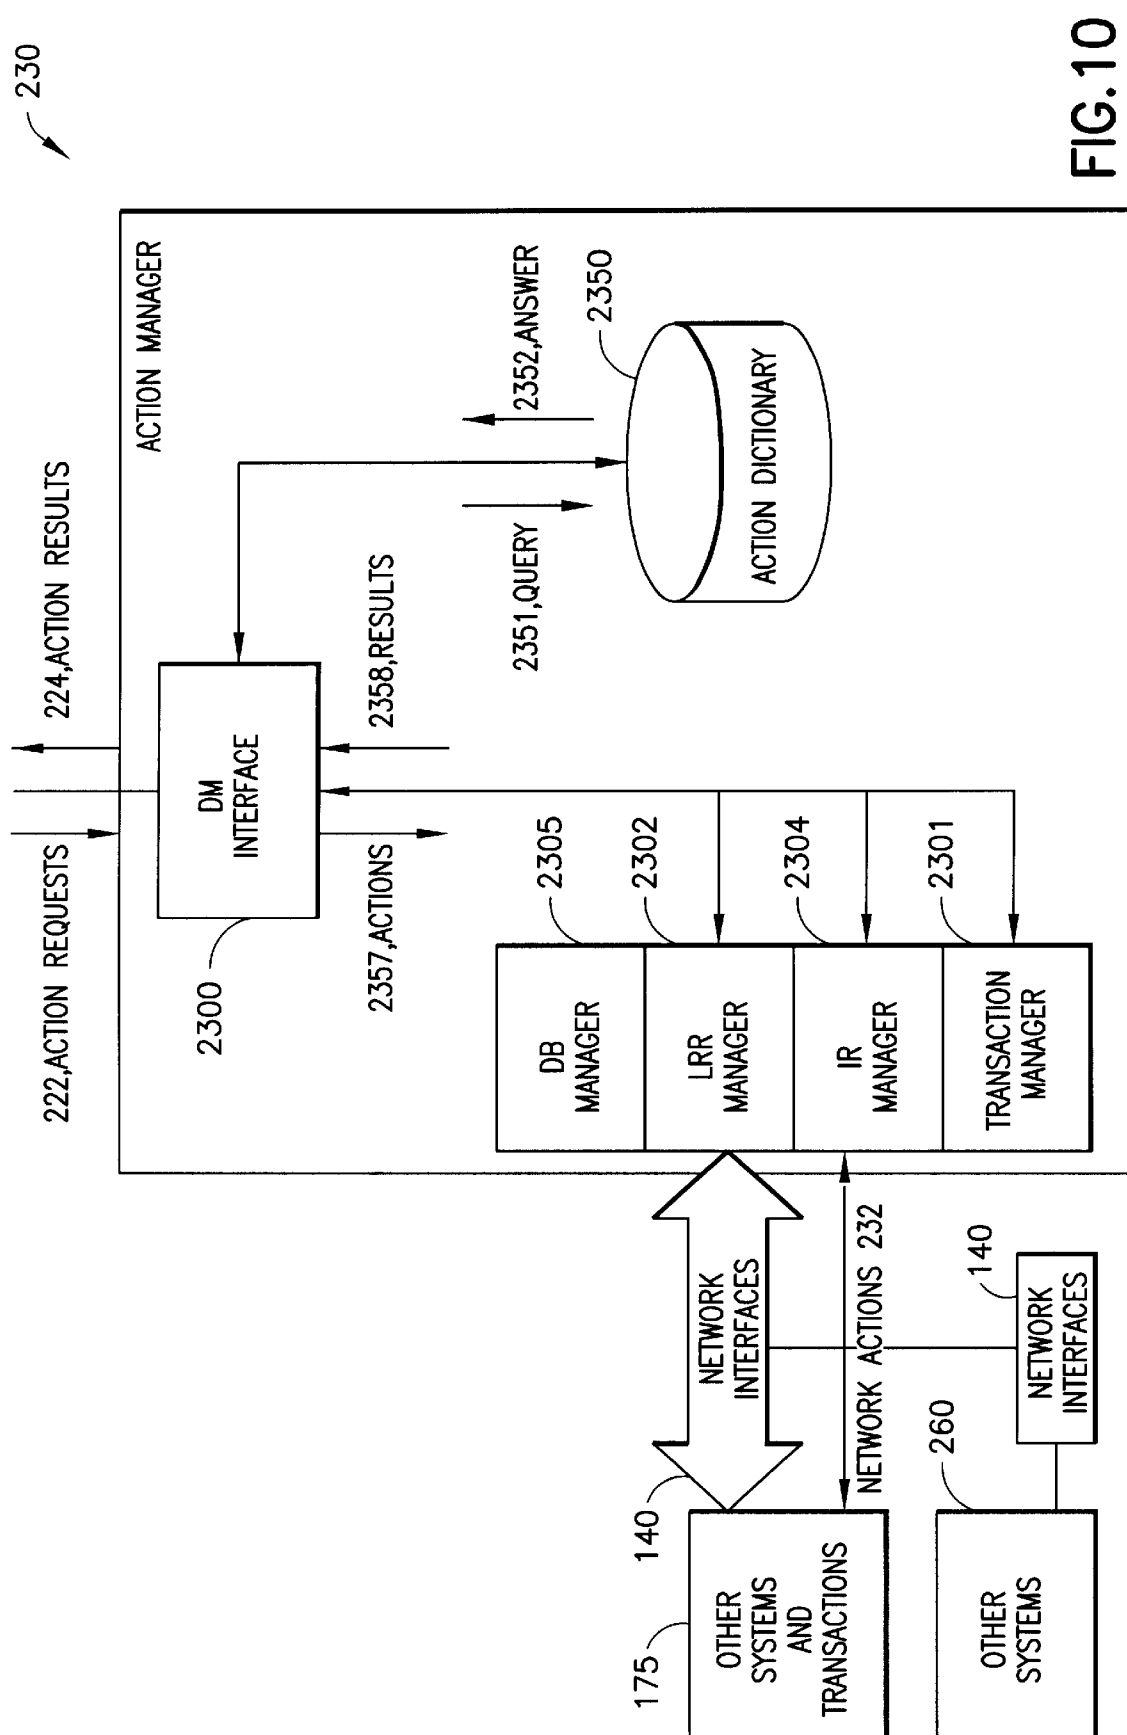 230
ACTION MANAGER
222,ACTION REQUESTS
224,ACTION RESULTS
DM
INTERFACE
2300
2357,ACTIONS
2358,RESULTS
2351,QUERY
2352,ANSWER
2350
ACTION DICTIONARY
DB
MANAGER
2305
LRR
MANAGER
2302
IR
MANAGER
2304
TRANSACTION
MANAGER
2301
NETWORK
INTERFACES
140
NETWORK ACTIONS 232
175
OTHER
SYSTEMS
AND
TRANSACTIONS
OTHER
SYSTEMS
260
NETWORK
INTERFACES
140
FIG.10